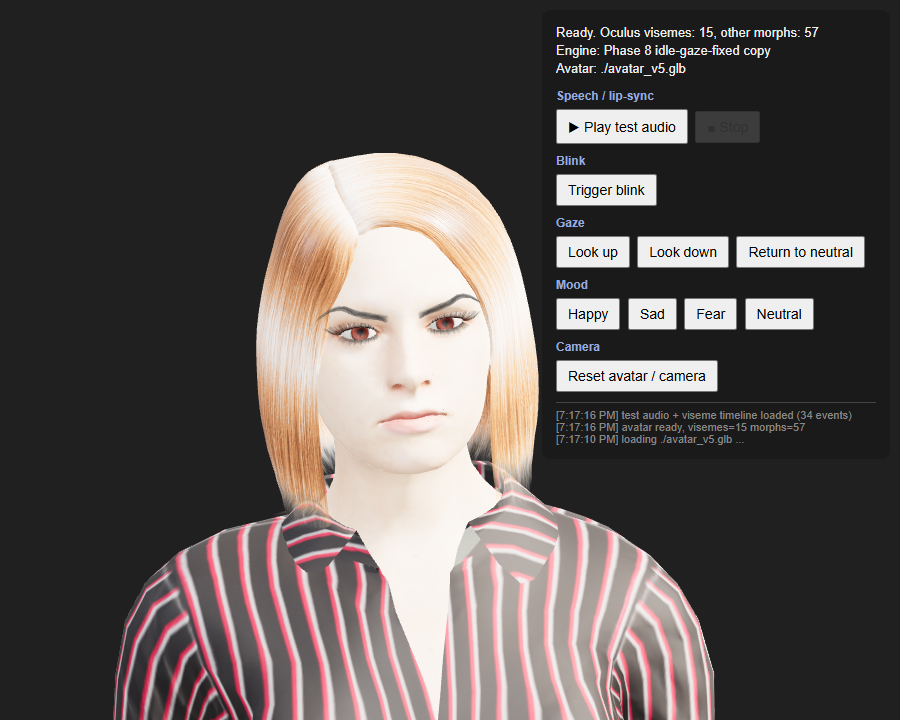 Ready. Oculus visemes: 15, other morphs: 57
Engine: Phase 8 idle-gaze-fixed copy
Avatar: ./avatar_v5.glb
Speech / lip-sync
▶ Play test audio ■ Stop
Blink
Trigger blink
Gaze
Look up Look down Return to neutral
Mood
Happy Sad Fear Neutral
Camera
Reset avatar / camera
[7:17:16 PM] test audio + viseme timeline loaded (34 events)
[7:17:16 PM] avatar ready, visemes=15 morphs=57
[7:17:10 PM] loading ./avatar_v5.glb ...